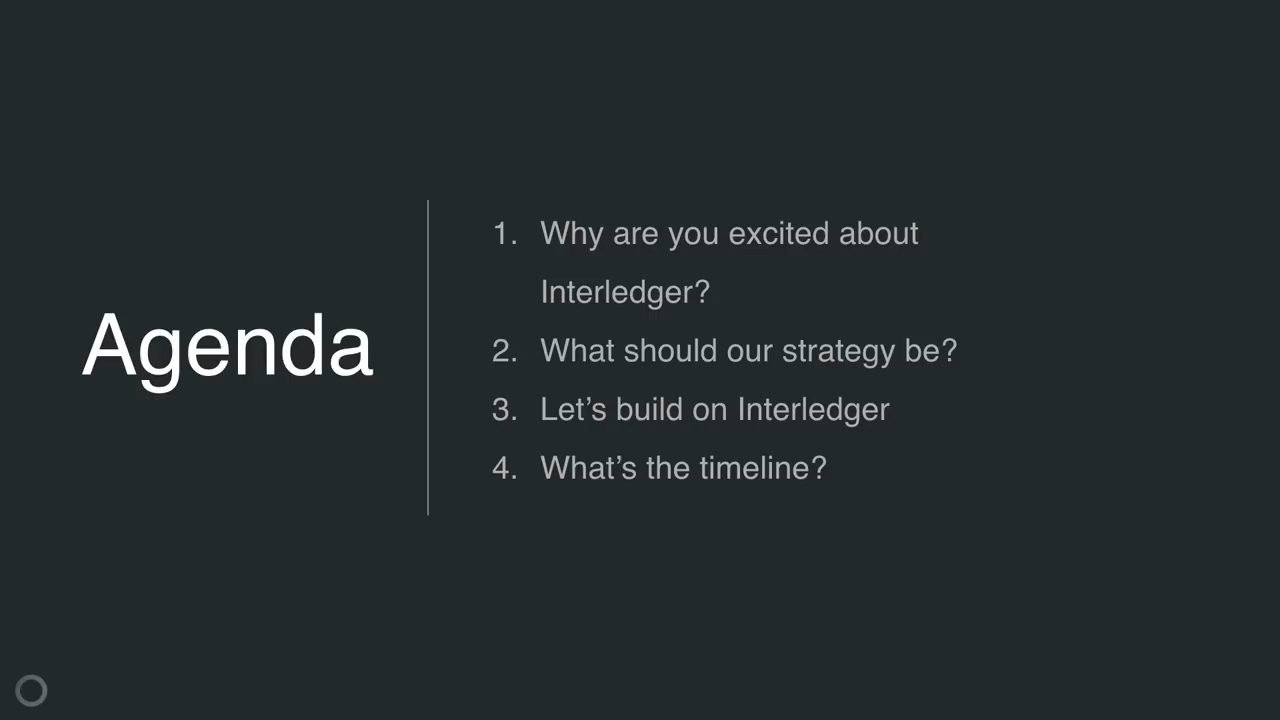 Agenda
1. Why are you excited about
Interledger?
2. What should our strategy be?
3. Let’s build on Interledger
4. What’s the timeline?